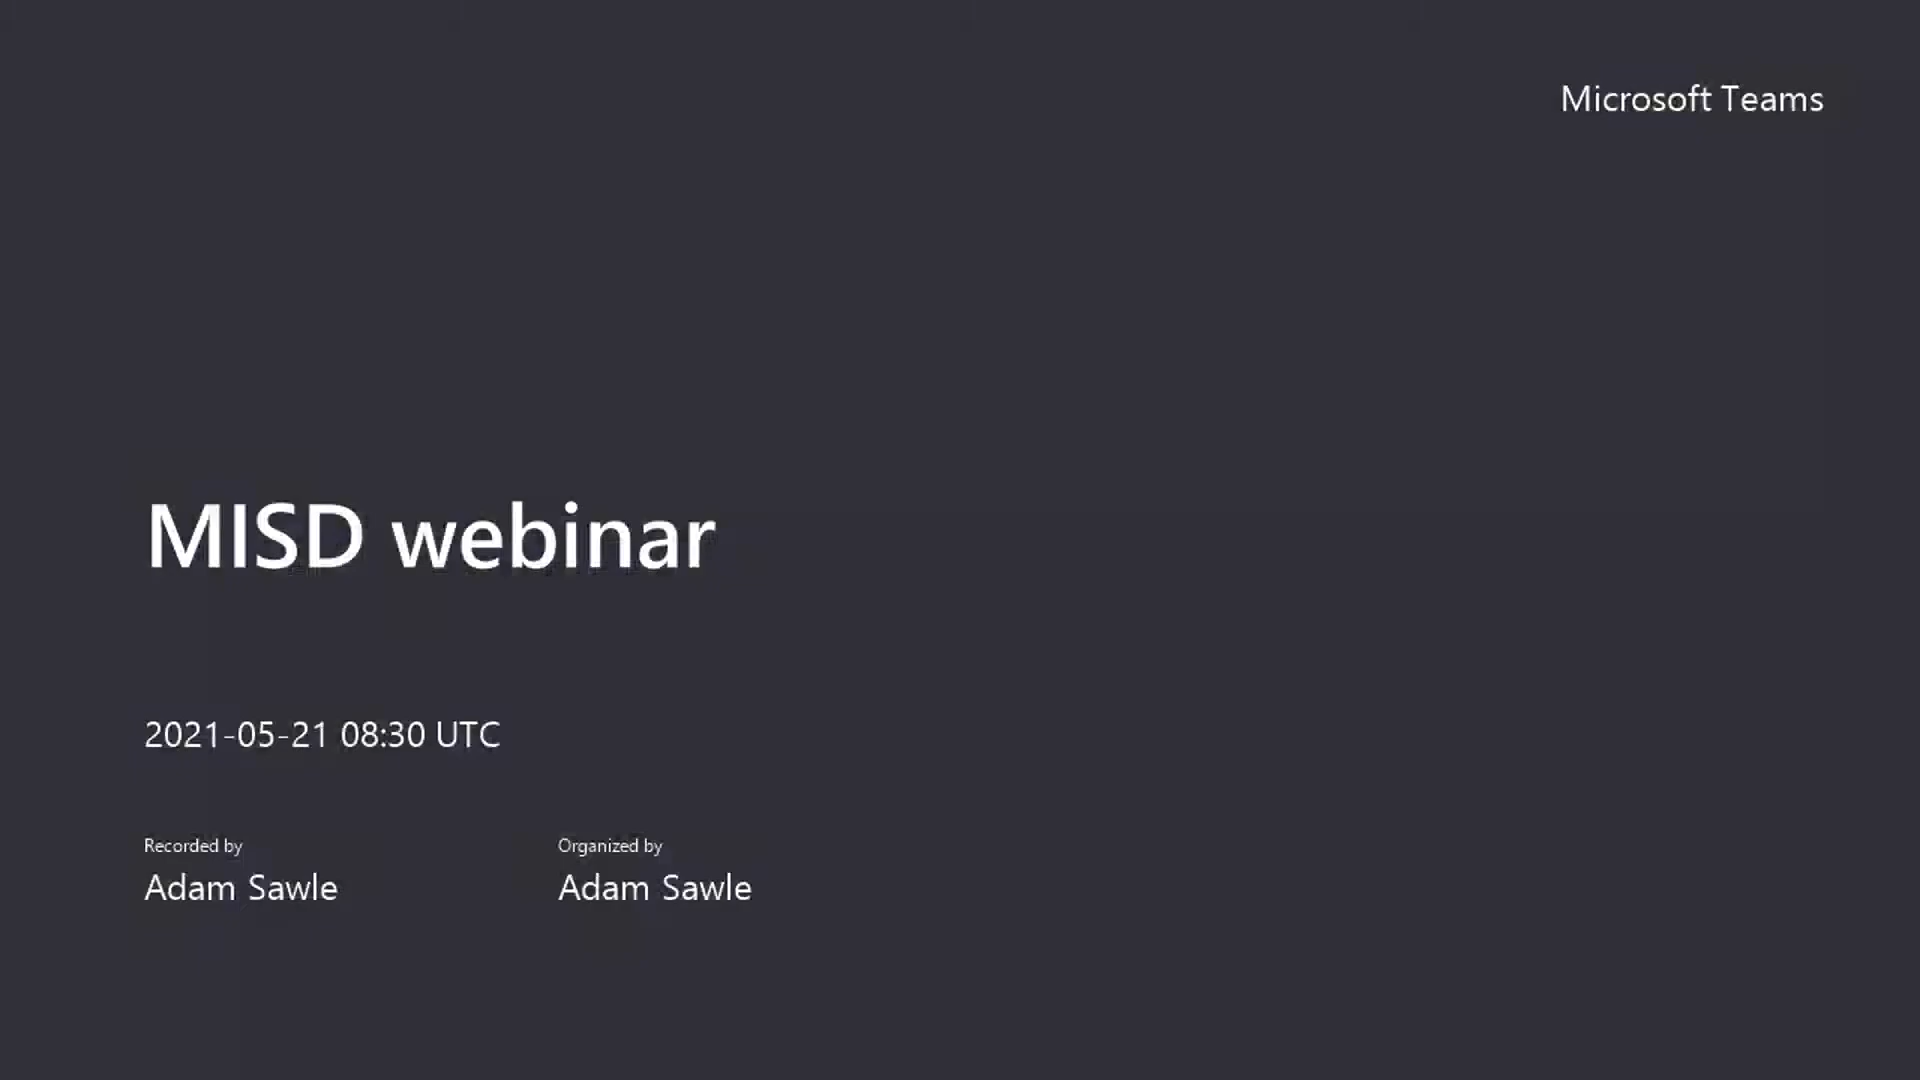 Microsoft Teams
MISD webinar
2021-05-21 08:30 UTC
Recorded by
Adam Sawle
Organized by
Adam Sawle